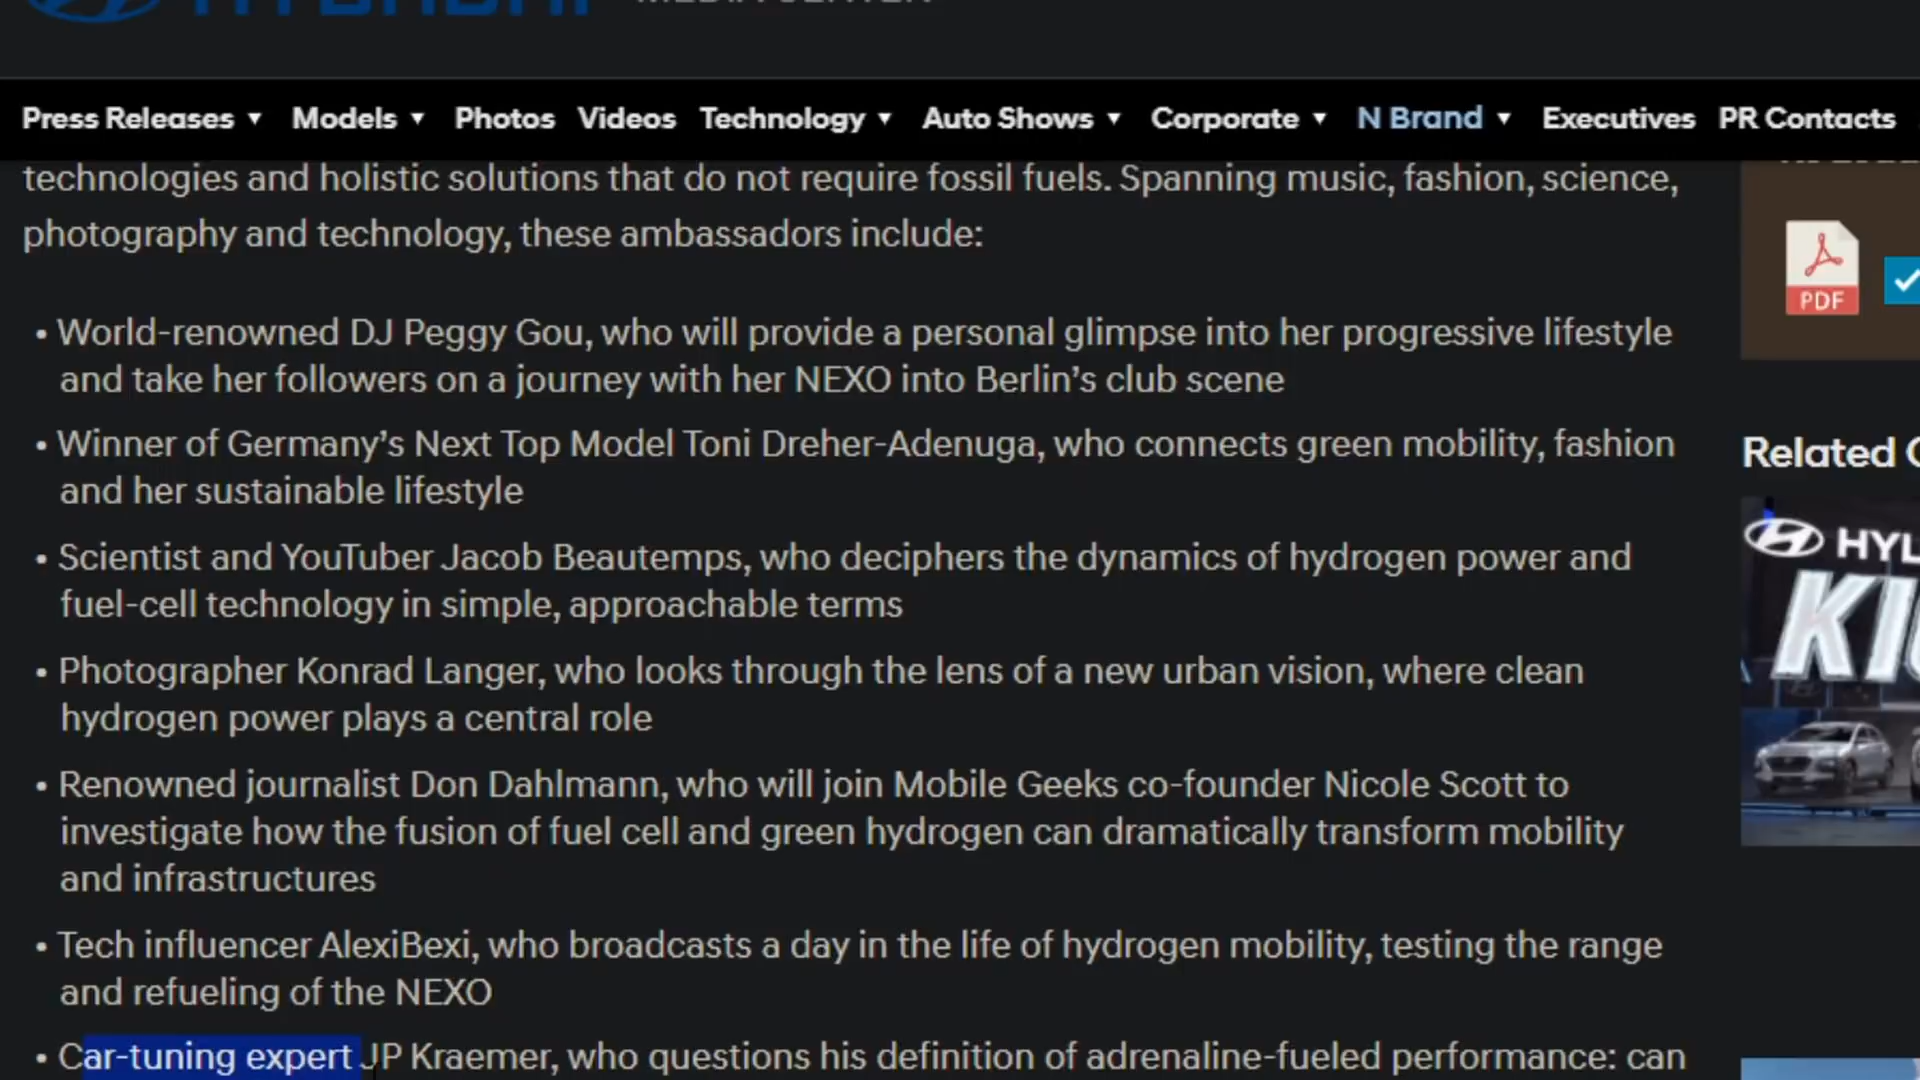 HYUNDAI MEDIA CENTER
Press Releases ▼ Models ▼ Photos Videos Technology ▼ Auto Shows ▼ Corporate ▼ N Brand ▼ Executives PR Contacts
technologies and holistic solutions that do not require fossil fuels. Spanning music, fashion, science,
photography and technology, these ambassadors include:
PDF
• World-renowned DJ Peggy Gou, who will provide a personal glimpse into her progressive lifestyle
and take her followers on a journey with her NEXO into Berlin’s club scene
• Winner of Germany’s Next Top Model Toni Dreher-Adenuga, who connects green mobility, fashion
and her sustainable lifestyle
Related
• Scientist and YouTuber Jacob Beautemps, who deciphers the dynamics of hydrogen power and
fuel-cell technology in simple, approachable terms
HYU
• Photographer Konrad Langer, who looks through the lens of a new urban vision, where clean
hydrogen power plays a central role
• Renowned journalist Don Dahlmann, who will join Mobile Geeks co-founder Nicole Scott to
investigate how the fusion of fuel cell and green hydrogen can dramatically transform mobility
and infrastructures
• Tech influencer AlexiBexi, who broadcasts a day in the life of hydrogen mobility, testing the range
and refueling of the NEXO
• Car-tuning expert JP Kraemer, who questions his definition of adrenaline-fueled performance: can